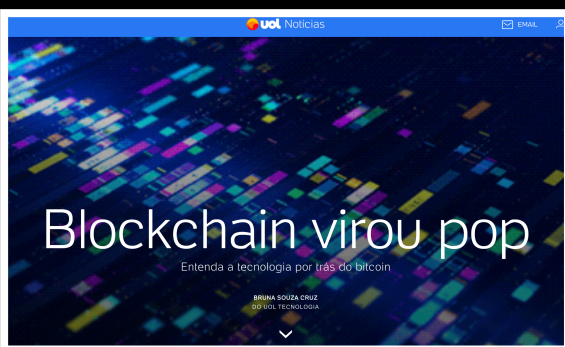 uol Notícias
EMAIL
Blockchain virou pop
Entenda a tecnologia por trás do bitcoin
BRUNA SOUZA CRUZ
DO UOL TECNOLOGIA